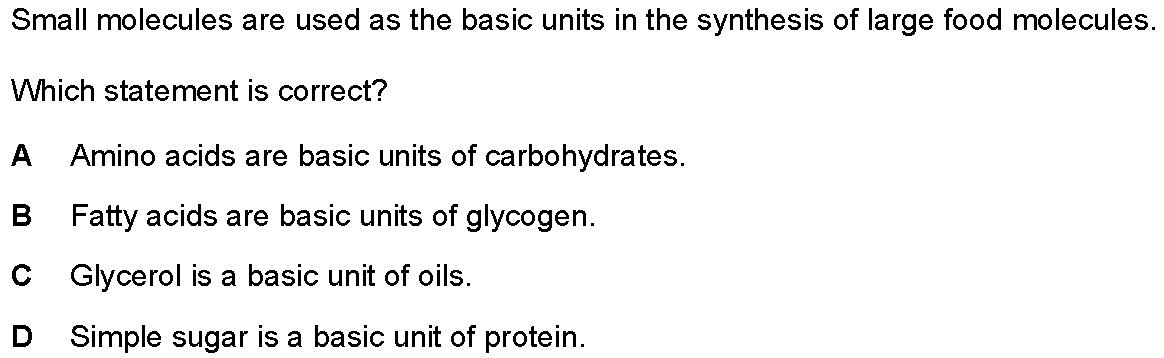 Small molecules are used as the basic units in the synthesis of large food molecules.
Which statement is correct?
A Amino acids are basic units of carbohydrates.
B Fatty acids are basic units of glycogen.
C Glycerol is a basic unit of oils.
D Simple sugar is a basic unit of protein.